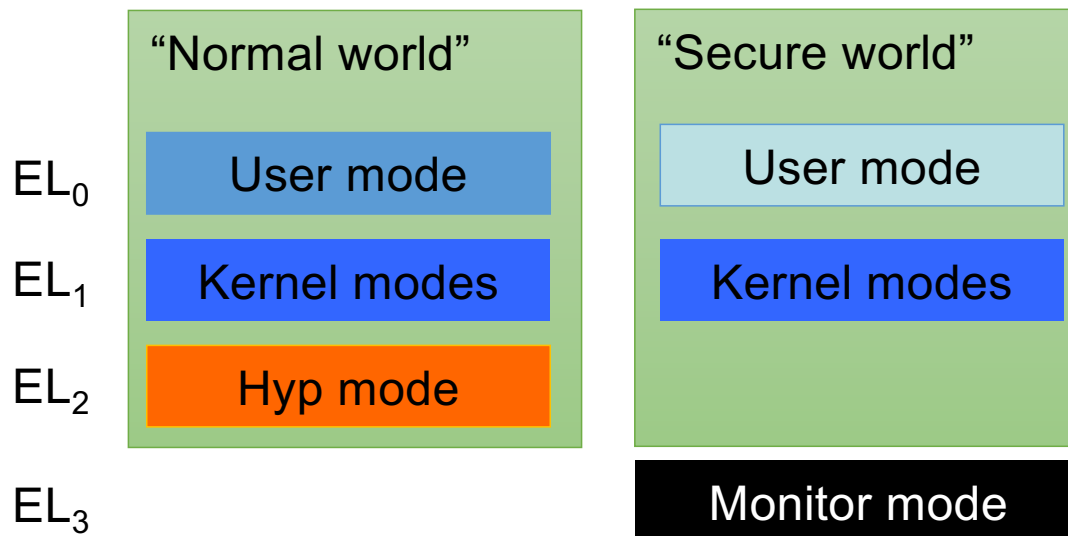 “Normal world”
“Secure world”
EL₀
User mode
User mode
EL₁
Kernel modes
Kernel modes
EL₂
Hyp mode
EL₃
Monitor mode